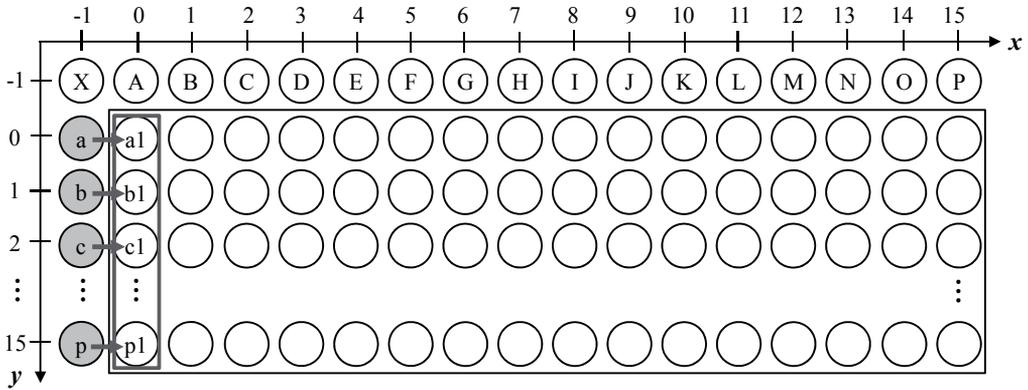 -1 0 1 2 3 4 5 6 7 8 9 10 11 12 13 14 15
x
-1 X A B C D E F G H I J K L M N O P
0 a a1
1 b b1
2 c c1
15 p p1
y